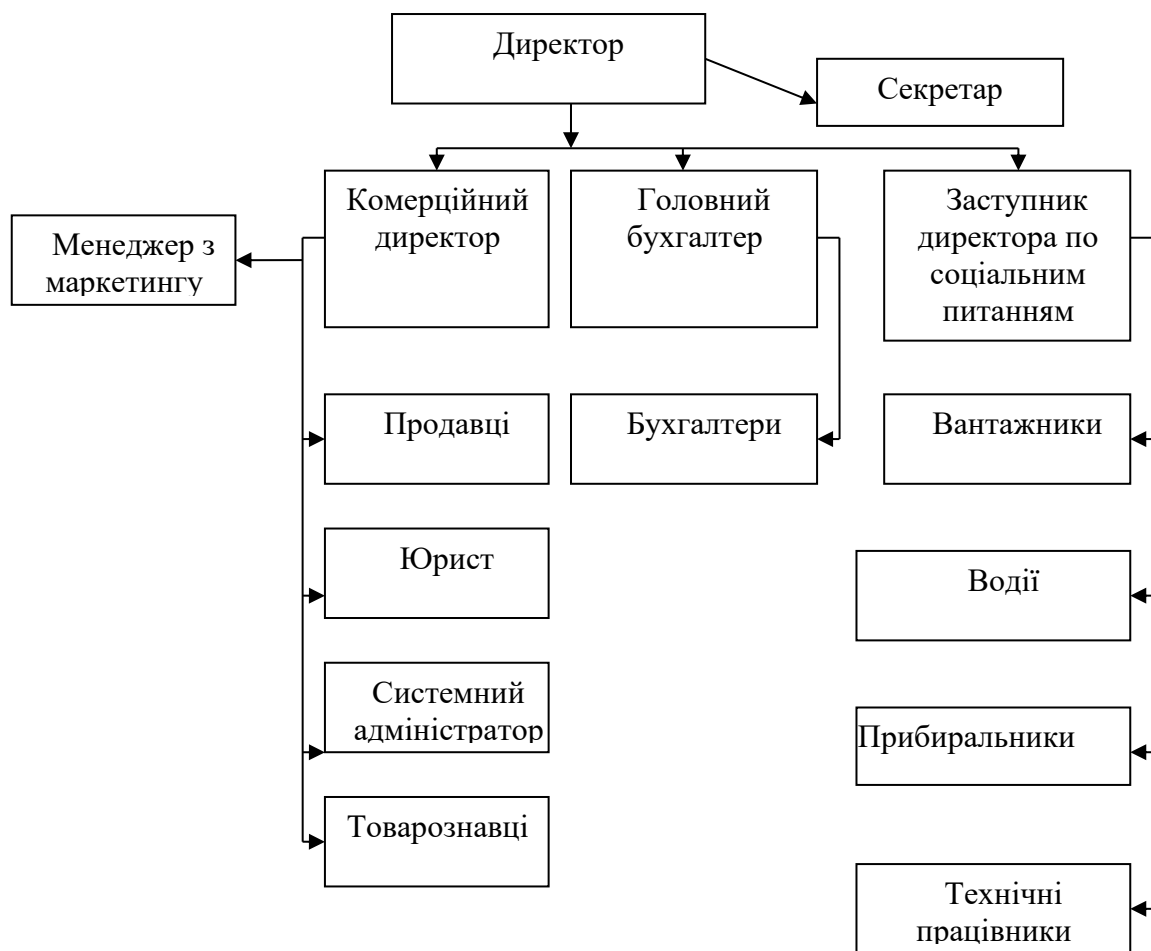 Директор
Секретар
Комерційний
директор
Головний
бухгалтер
Заступник
директора по
соціальним
питанням
Менеджер з
маркетингу
Продавці
Бухгалтери
Вантажники
Юрист
Водії
Системний
адміністратор
Прибиральники
Товарознавці
Технічні
працівники